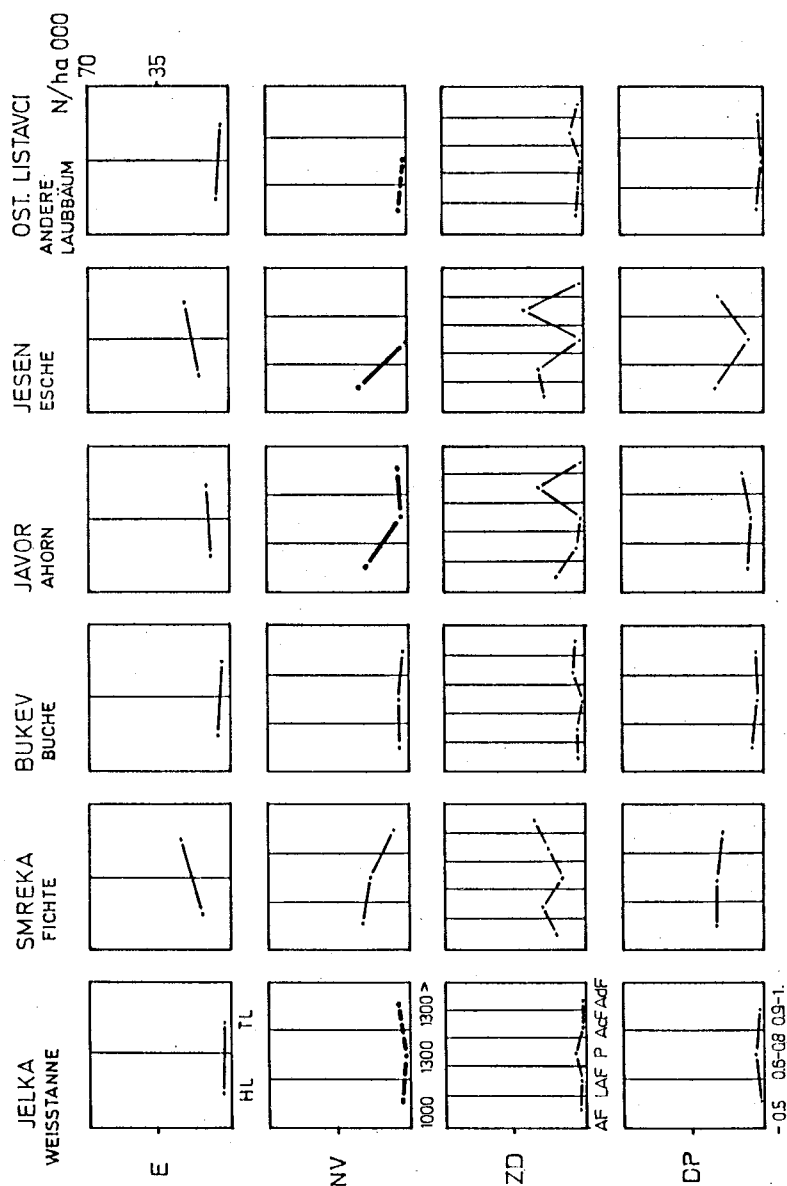 JELKA
WEISSTANNE
SMREKA
FICHTE
BUKEV
BUCHE
JAVOR
AHORN
JESEN
ESCHE
OST. LISTAVCI
ANDERE
LAUBBÄUM
N/ha 000
70
35
E
HL TL
NV
1000 1300 1300 >
ZD
AF LAF P AcF AdF
DP
-0.5 0.6-0.8 0.9-1.